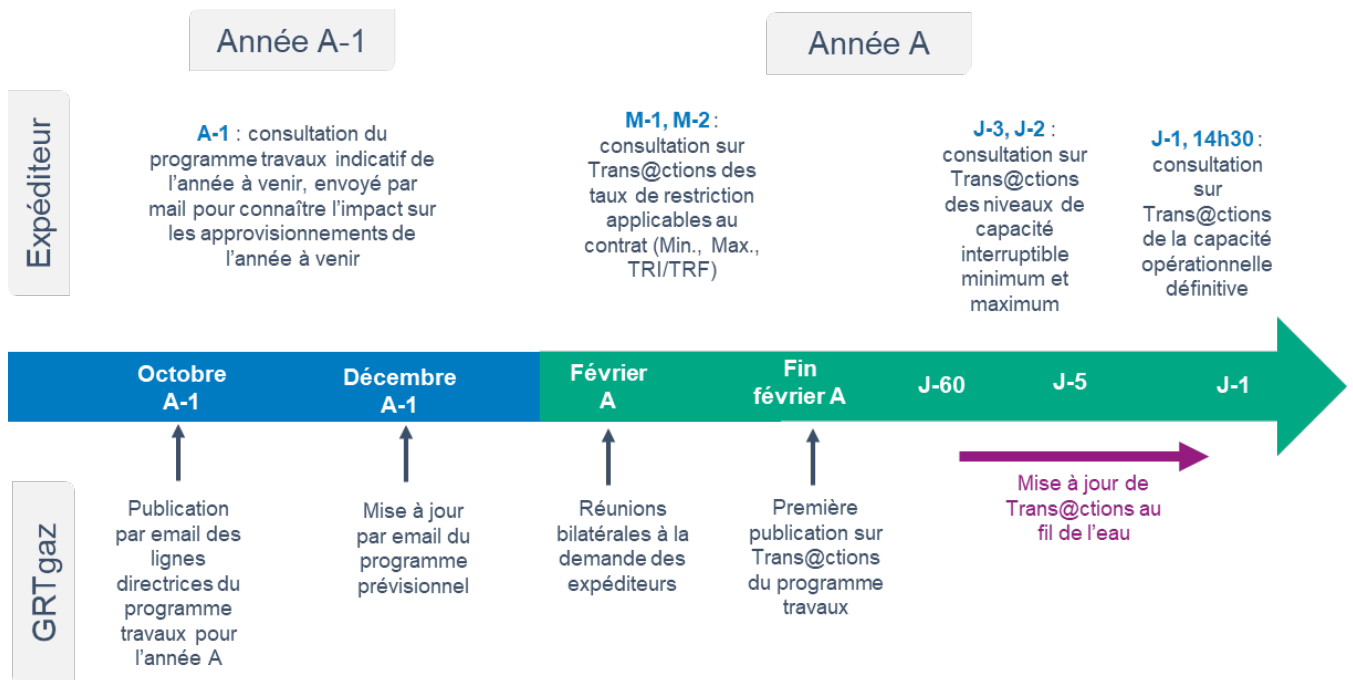 Année A-1
Année A
Expéditeur
A-1 : consultation du
programme travaux indicatif de
l'année à venir, envoyé par
mail pour connaître l'impact sur
les approvisionnements de
l'année à venir
M-1, M-2 :
consultation sur
Trans@ctions des
taux de restriction
applicables au
contrat (Min., Max.,
TRI/TRF)
J-3, J-2 :
consultation sur
Trans@ctions
des niveaux de
capacité
interruptible
minimum et
maximum
J-1, 14h30 :
consultation
sur
Trans@ctions
de la capacité
opérationnelle
définitive
Octobre
A-1
Décembre
A-1
Février
A
Fin
février A
J-60
J-5
J-1
GRTgaz
Publication
par email des
lignes
directrices du
programme
travaux pour
l'année A
Mise à jour
par email du
programme
prévisionnel
Réunions
bilatérales à la
demande des
expéditeurs
Première
publication sur
Trans@ctions
du programme
travaux
Mise à jour de
Trans@ctions au
fil de l'eau